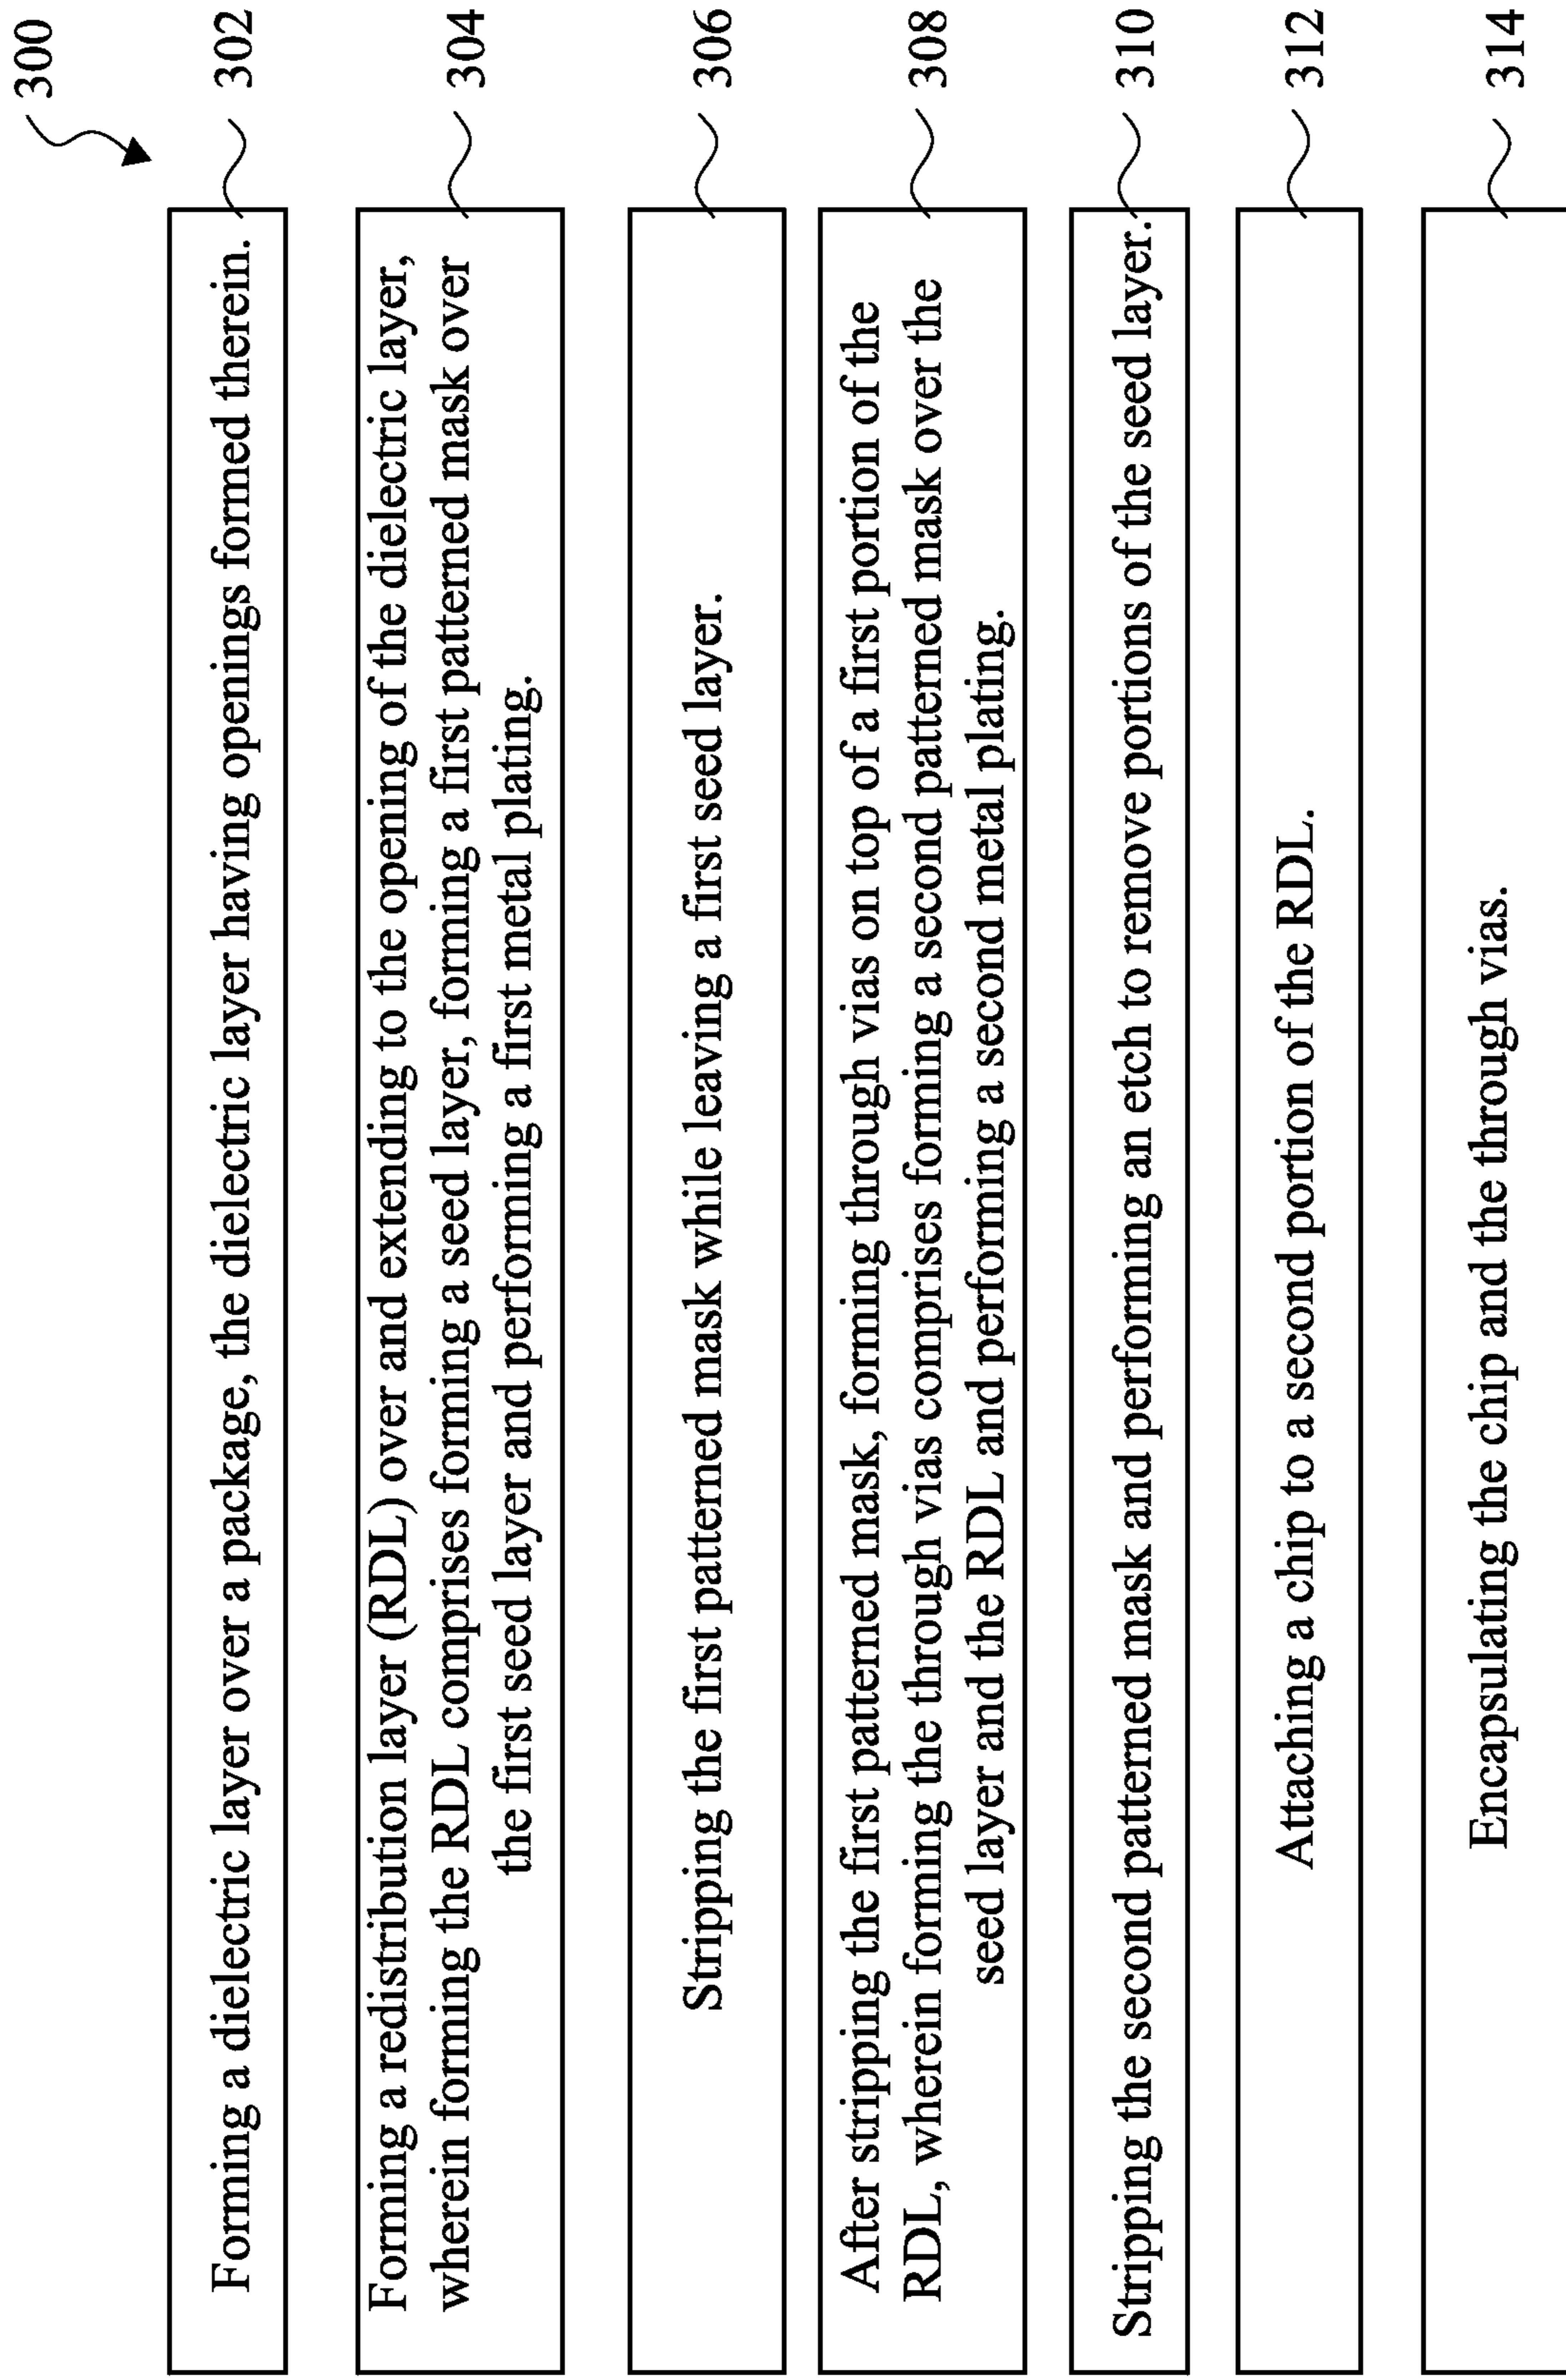 300
Forming a dielectric layer over a package, the dielectric layer having openings formed therein.
302
Forming a redistribution layer (RDL) over and extending to the opening of the dielectric layer,
wherein forming the RDL comprises forming a seed layer, forming a first patterned mask over
the first seed layer and performing a first metal plating.
304
Stripping the first patterned mask while leaving a first seed layer.
306
After stripping the first patterned mask, forming through vias on top of a first portion of the
RDL, wherein forming the through vias comprises forming a second patterned mask over the
seed layer and the RDL and performing a second metal plating.
308
Stripping the second patterned mask and performing an etch to remove portions of the seed layer.
310
Attaching a chip to a second portion of the RDL.
312
Encapsulating the chip and the through vias.
314